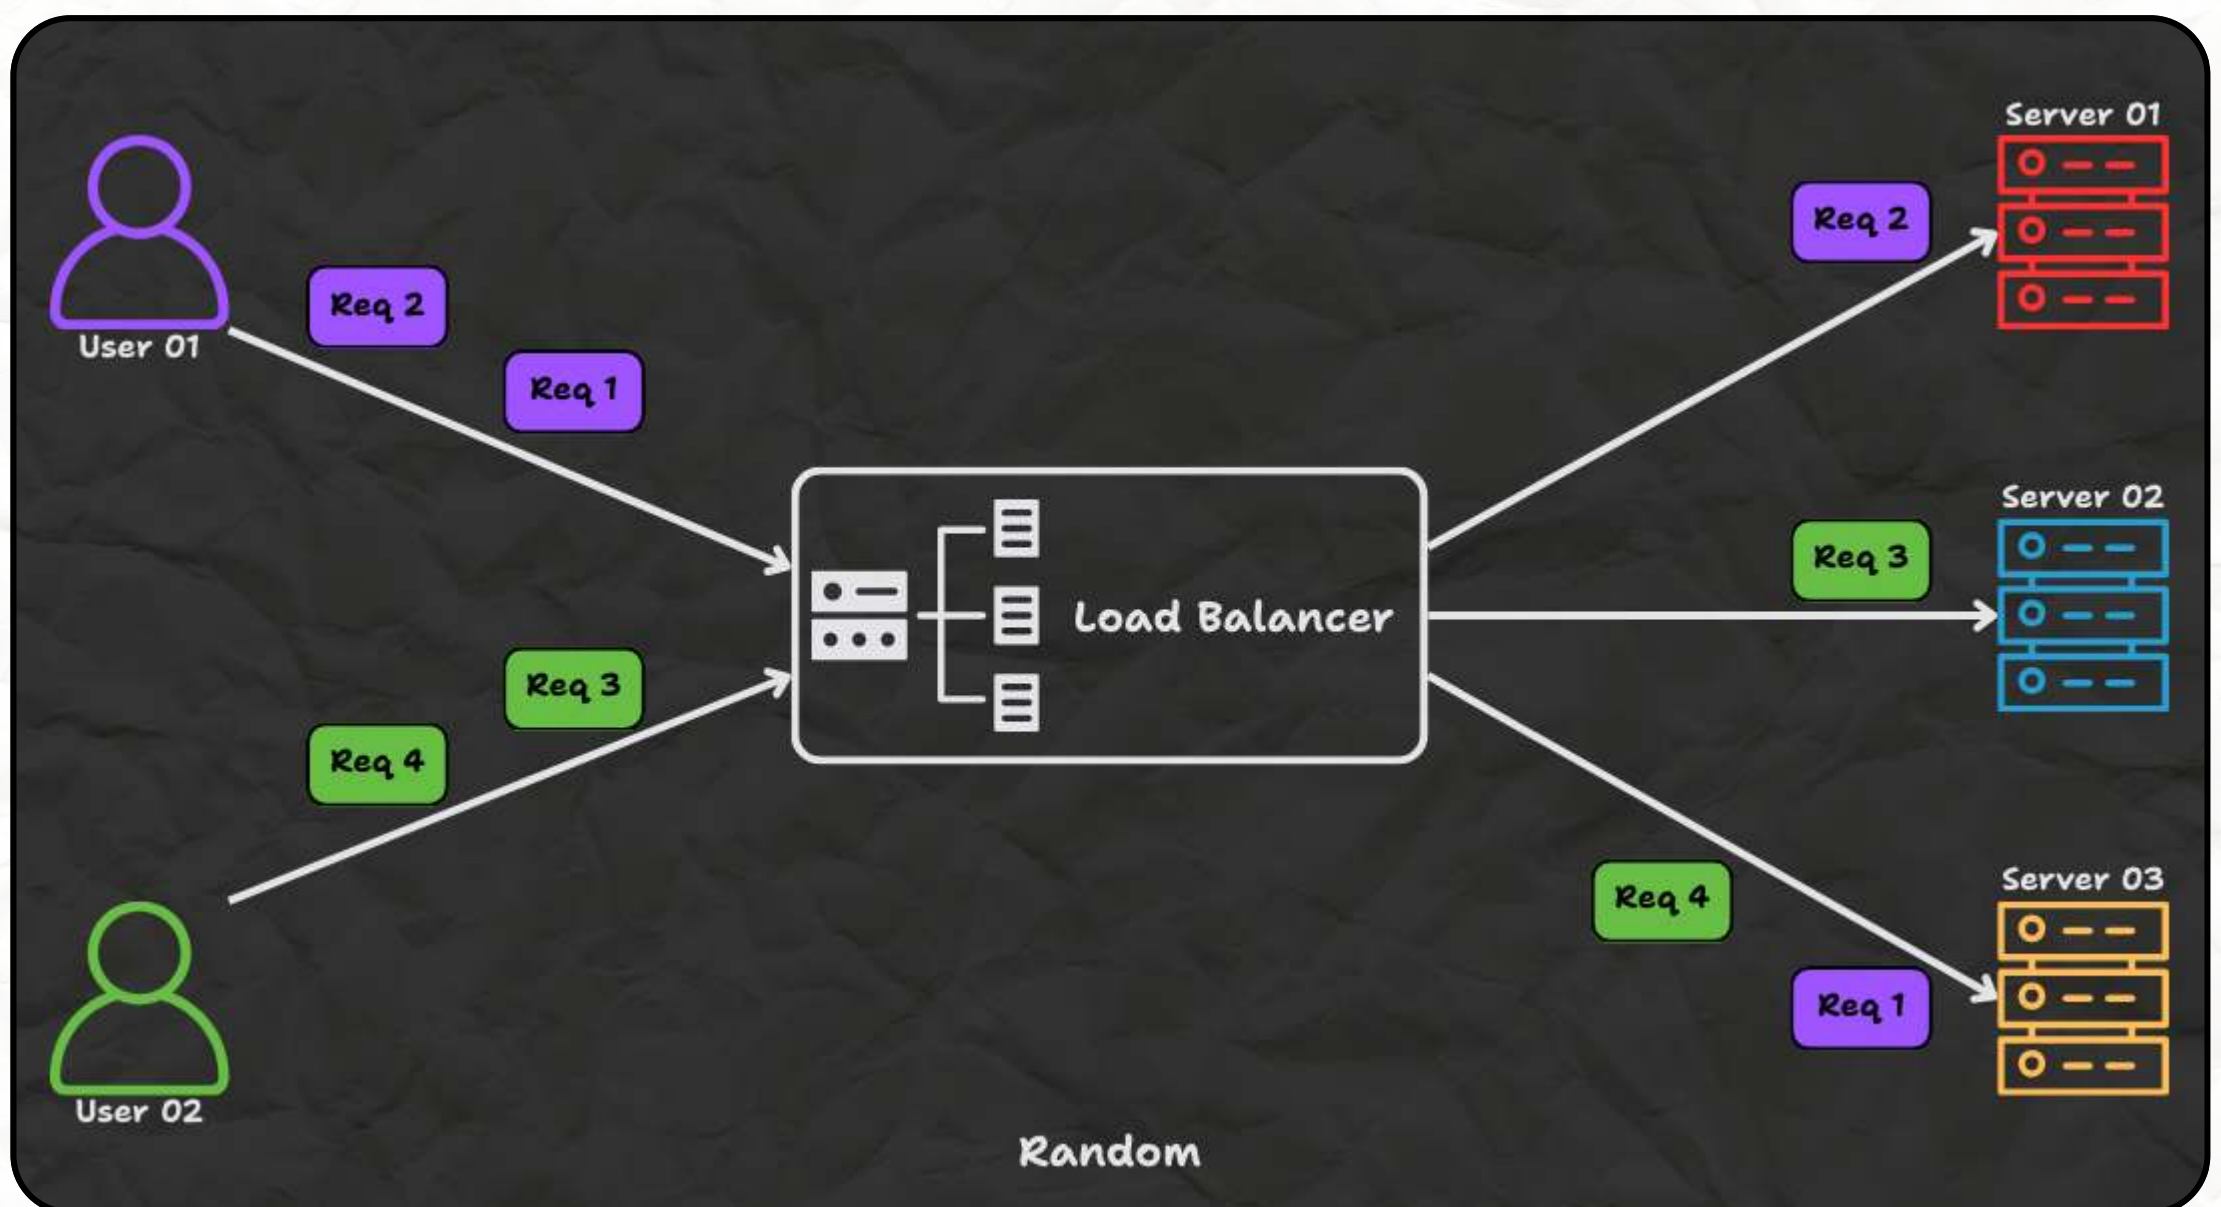 Server 01
Req 2
Req 2
User 01
Req 1
Server 02
Req 3
Load Balancer
Req 3
Req 4
Server 03
Req 4
Req 1
User 02
Random